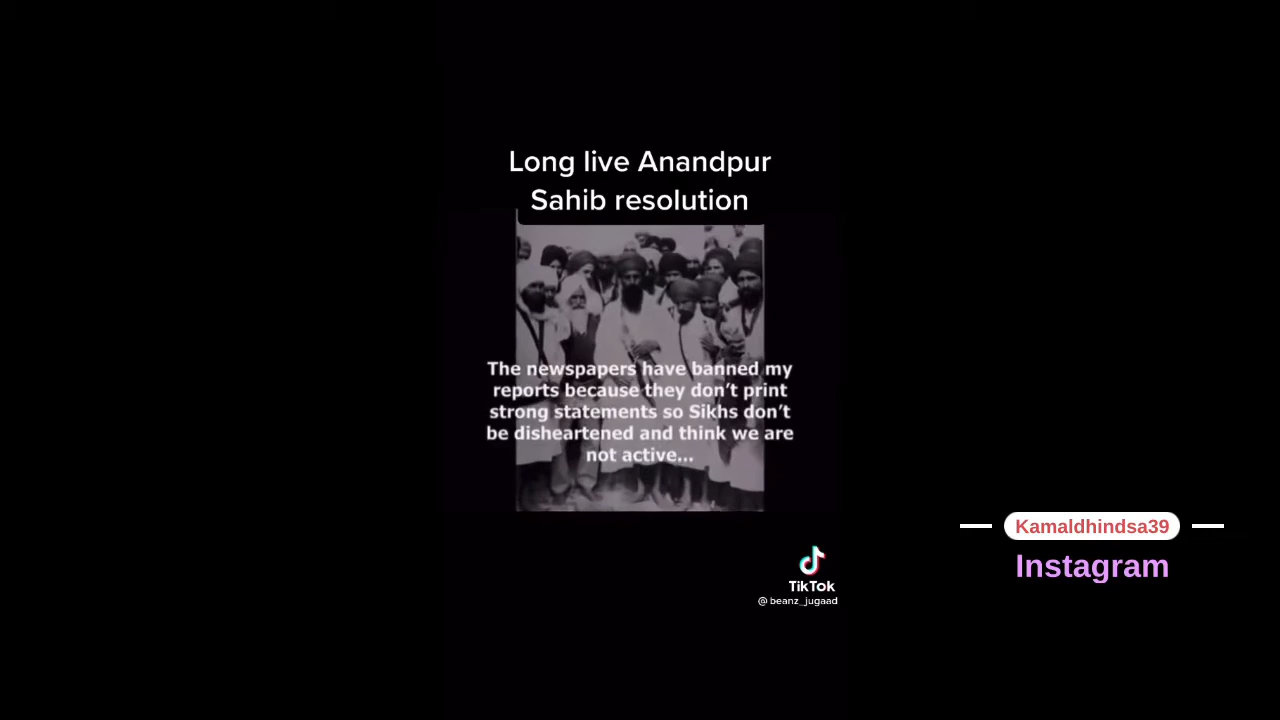 Long live Anandpur
Sahib resolution
The newspapers have banned my
reports because they don't print
strong statements so Sikhs don't
be disheartened and think we are
not active...
Kamaldhindsa39
Instagram
TikTok
@ beanz_jugaad